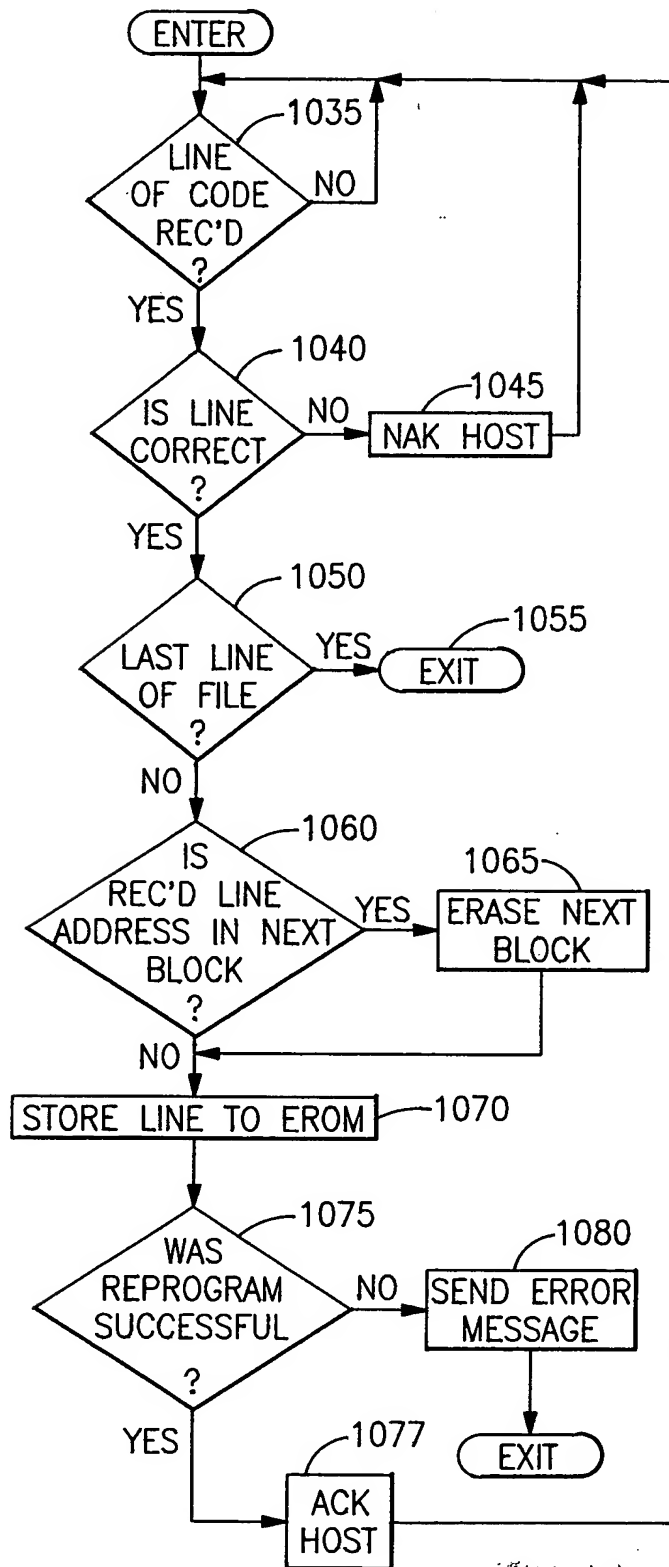 ENTER
1035
LINE
OF CODE
REC'D
?
NO
YES
1040
IS LINE
CORRECT
?
NO
1045
NAK HOST
YES
1050
LAST LINE
OF FILE
?
YES
1055
EXIT
NO
1060
IS
REC'D LINE
ADDRESS IN NEXT
BLOCK
?
YES
1065
ERASE NEXT
BLOCK
NO
STORE LINE TO EROM
1070
1075
WAS
REPROGRAM
SUCCESSFUL
?
NO
1080
SEND ERROR
MESSAGE
EXIT
YES
1077
ACK
HOST